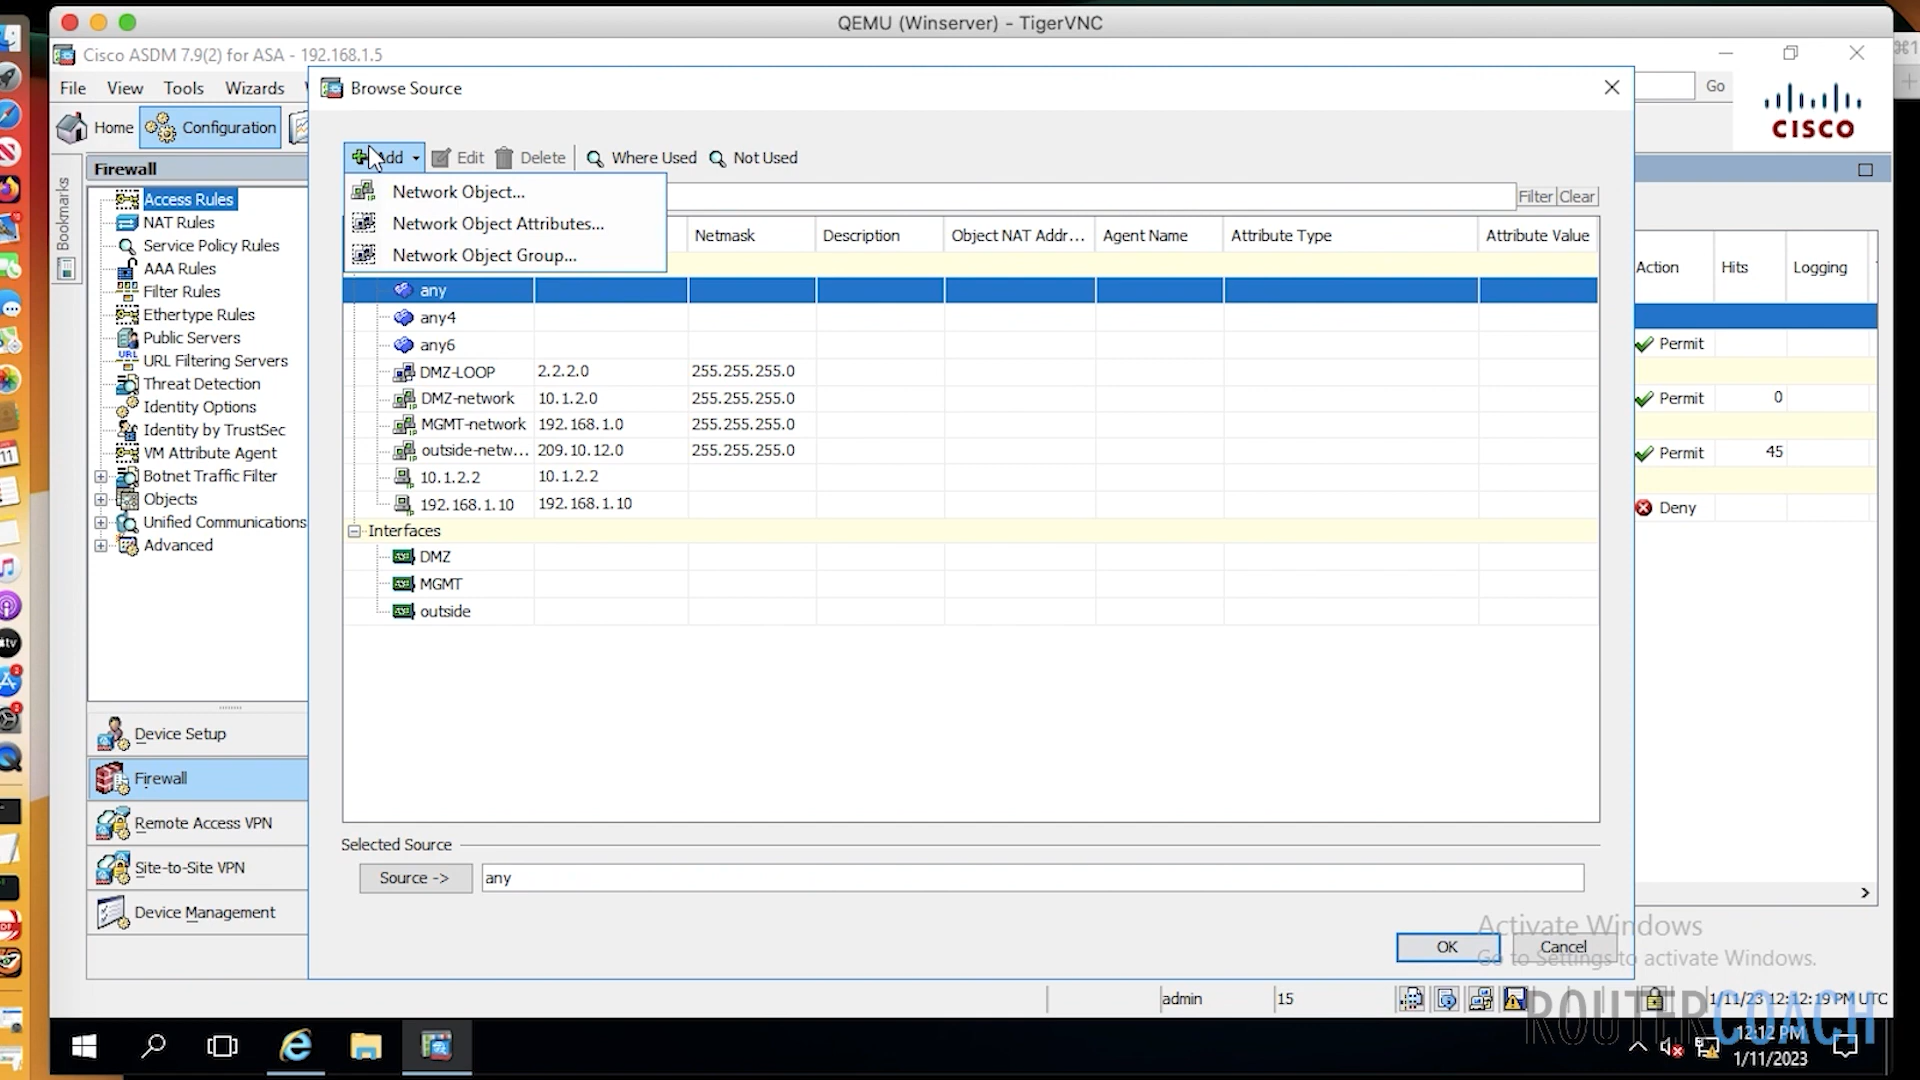 QEMU (Winserver) - TigerVNC
Cisco ASDM 7.9(2) for ASA - 192.168.1.5
File View Tools Wizards
Go
CISCO
Home Configuration
Browse Source
Add Edit Delete Where Used Not Used
Filter Clear
Network Object...
Network Object Attributes...
Network Object Group...
Netmask Description Object NAT Addr... Agent Name Attribute Type Attribute Value
any
any4
any6
DMZ-LOOP 2.2.2.0 255.255.255.0
DMZ-network 10.1.2.0 255.255.255.0
MGMT-network 192.168.1.0 255.255.255.0
outside-netw... 209.10.12.0 255.255.255.0
10.1.2.2 10.1.2.2
192.168.1.10 192.168.1.10
Interfaces
DMZ
MGMT
outside
Selected Source
Source -> any
OK Cancel
Bookmarks
Firewall
Access Rules
NAT Rules
Service Policy Rules
AAA Rules
Filter Rules
Ethertype Rules
Public Servers
URL URL Filtering Servers
Threat Detection
Identity Options
Identity by TrustSec
VM Attribute Agent
Botnet Traffic Filter
Objects
Unified Communications
Advanced
Device Setup
Firewall
Remote Access VPN
Site-to-Site VPN
Device Management
Action Hits Logging
Permit
Permit 0
Permit 45
Deny
Activate Windows
Go to Settings to activate Windows.
admin 15 1/11/23 12:12:19 PM UTC
ROUTERCOACH
12:12 PM
1/11/2023